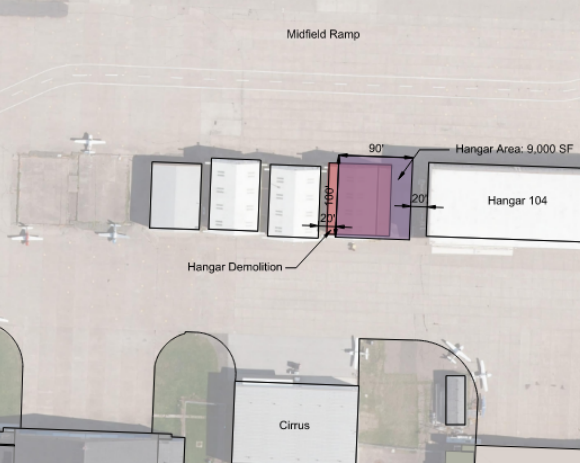 Midfield Ramp
90'
Hangar Area: 9,000 SF
100'
20'
Hangar 104
20'
Hangar Demolition
Cirrus